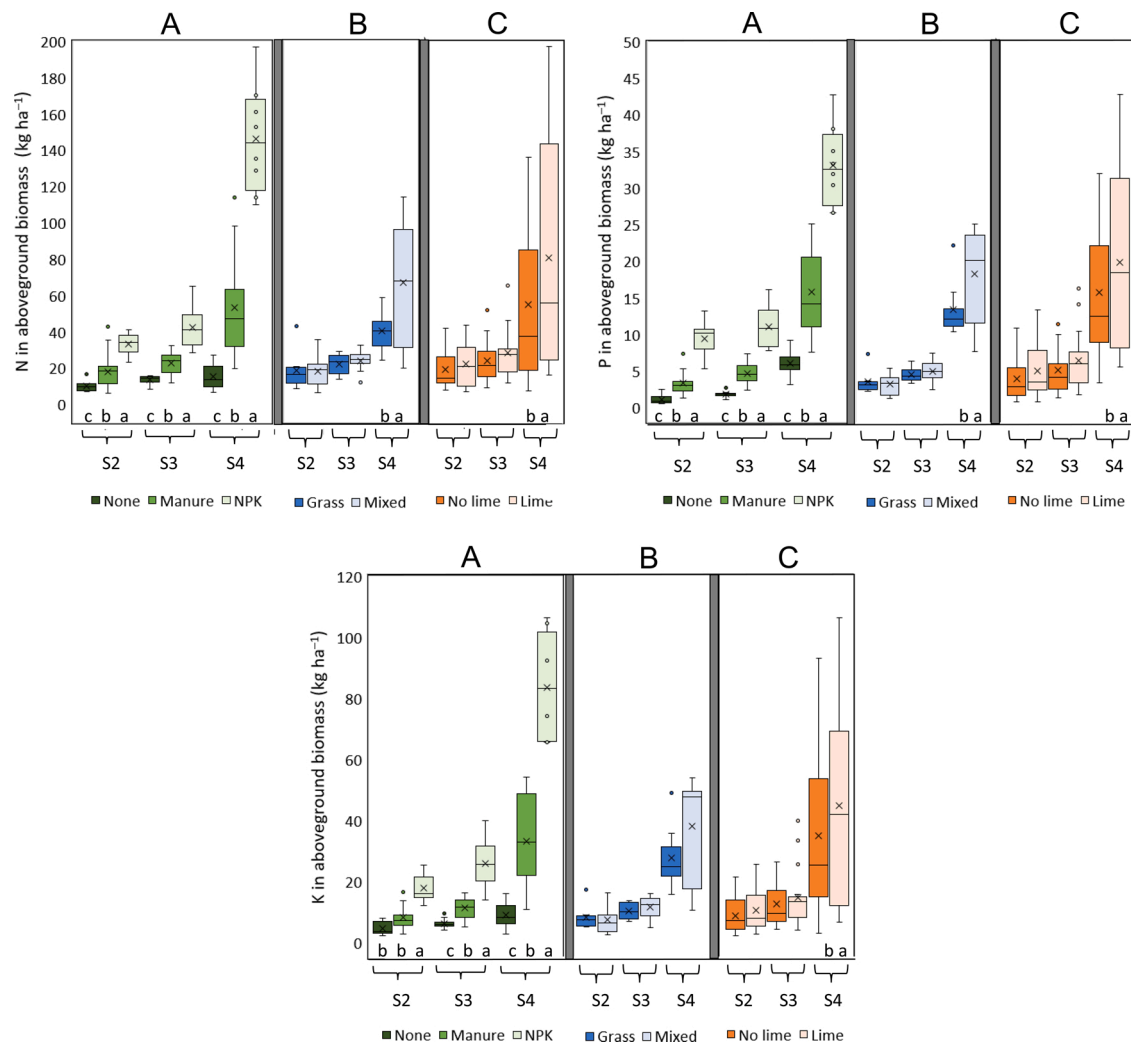 A B C
N in aboveground biomass (kg ha⁻¹)
200
180
160
140
120
100
80
60
40
20
0
c b a c b a c b a b a b a
S2 S3 S4 S2 S3 S4 S2 S3 S4
None Manure NPK Grass Mixed No lime Lime
A B C
P in aboveground biomass (kg ha⁻¹)
50
45
40
35
30
25
20
15
10
5
0
c b a c b a c b a b a b a
S2 S3 S4 S2 S3 S4 S2 S3 S4
None Manure NPK Grass Mixed No lime Lime
A B C
K in aboveground biomass (kg ha⁻¹)
120
100
80
60
40
20
0
b b a c b a c b a b a
S2 S3 S4 S2 S3 S4 S2 S3 S4
None Manure NPK Grass Mixed No lime Lime